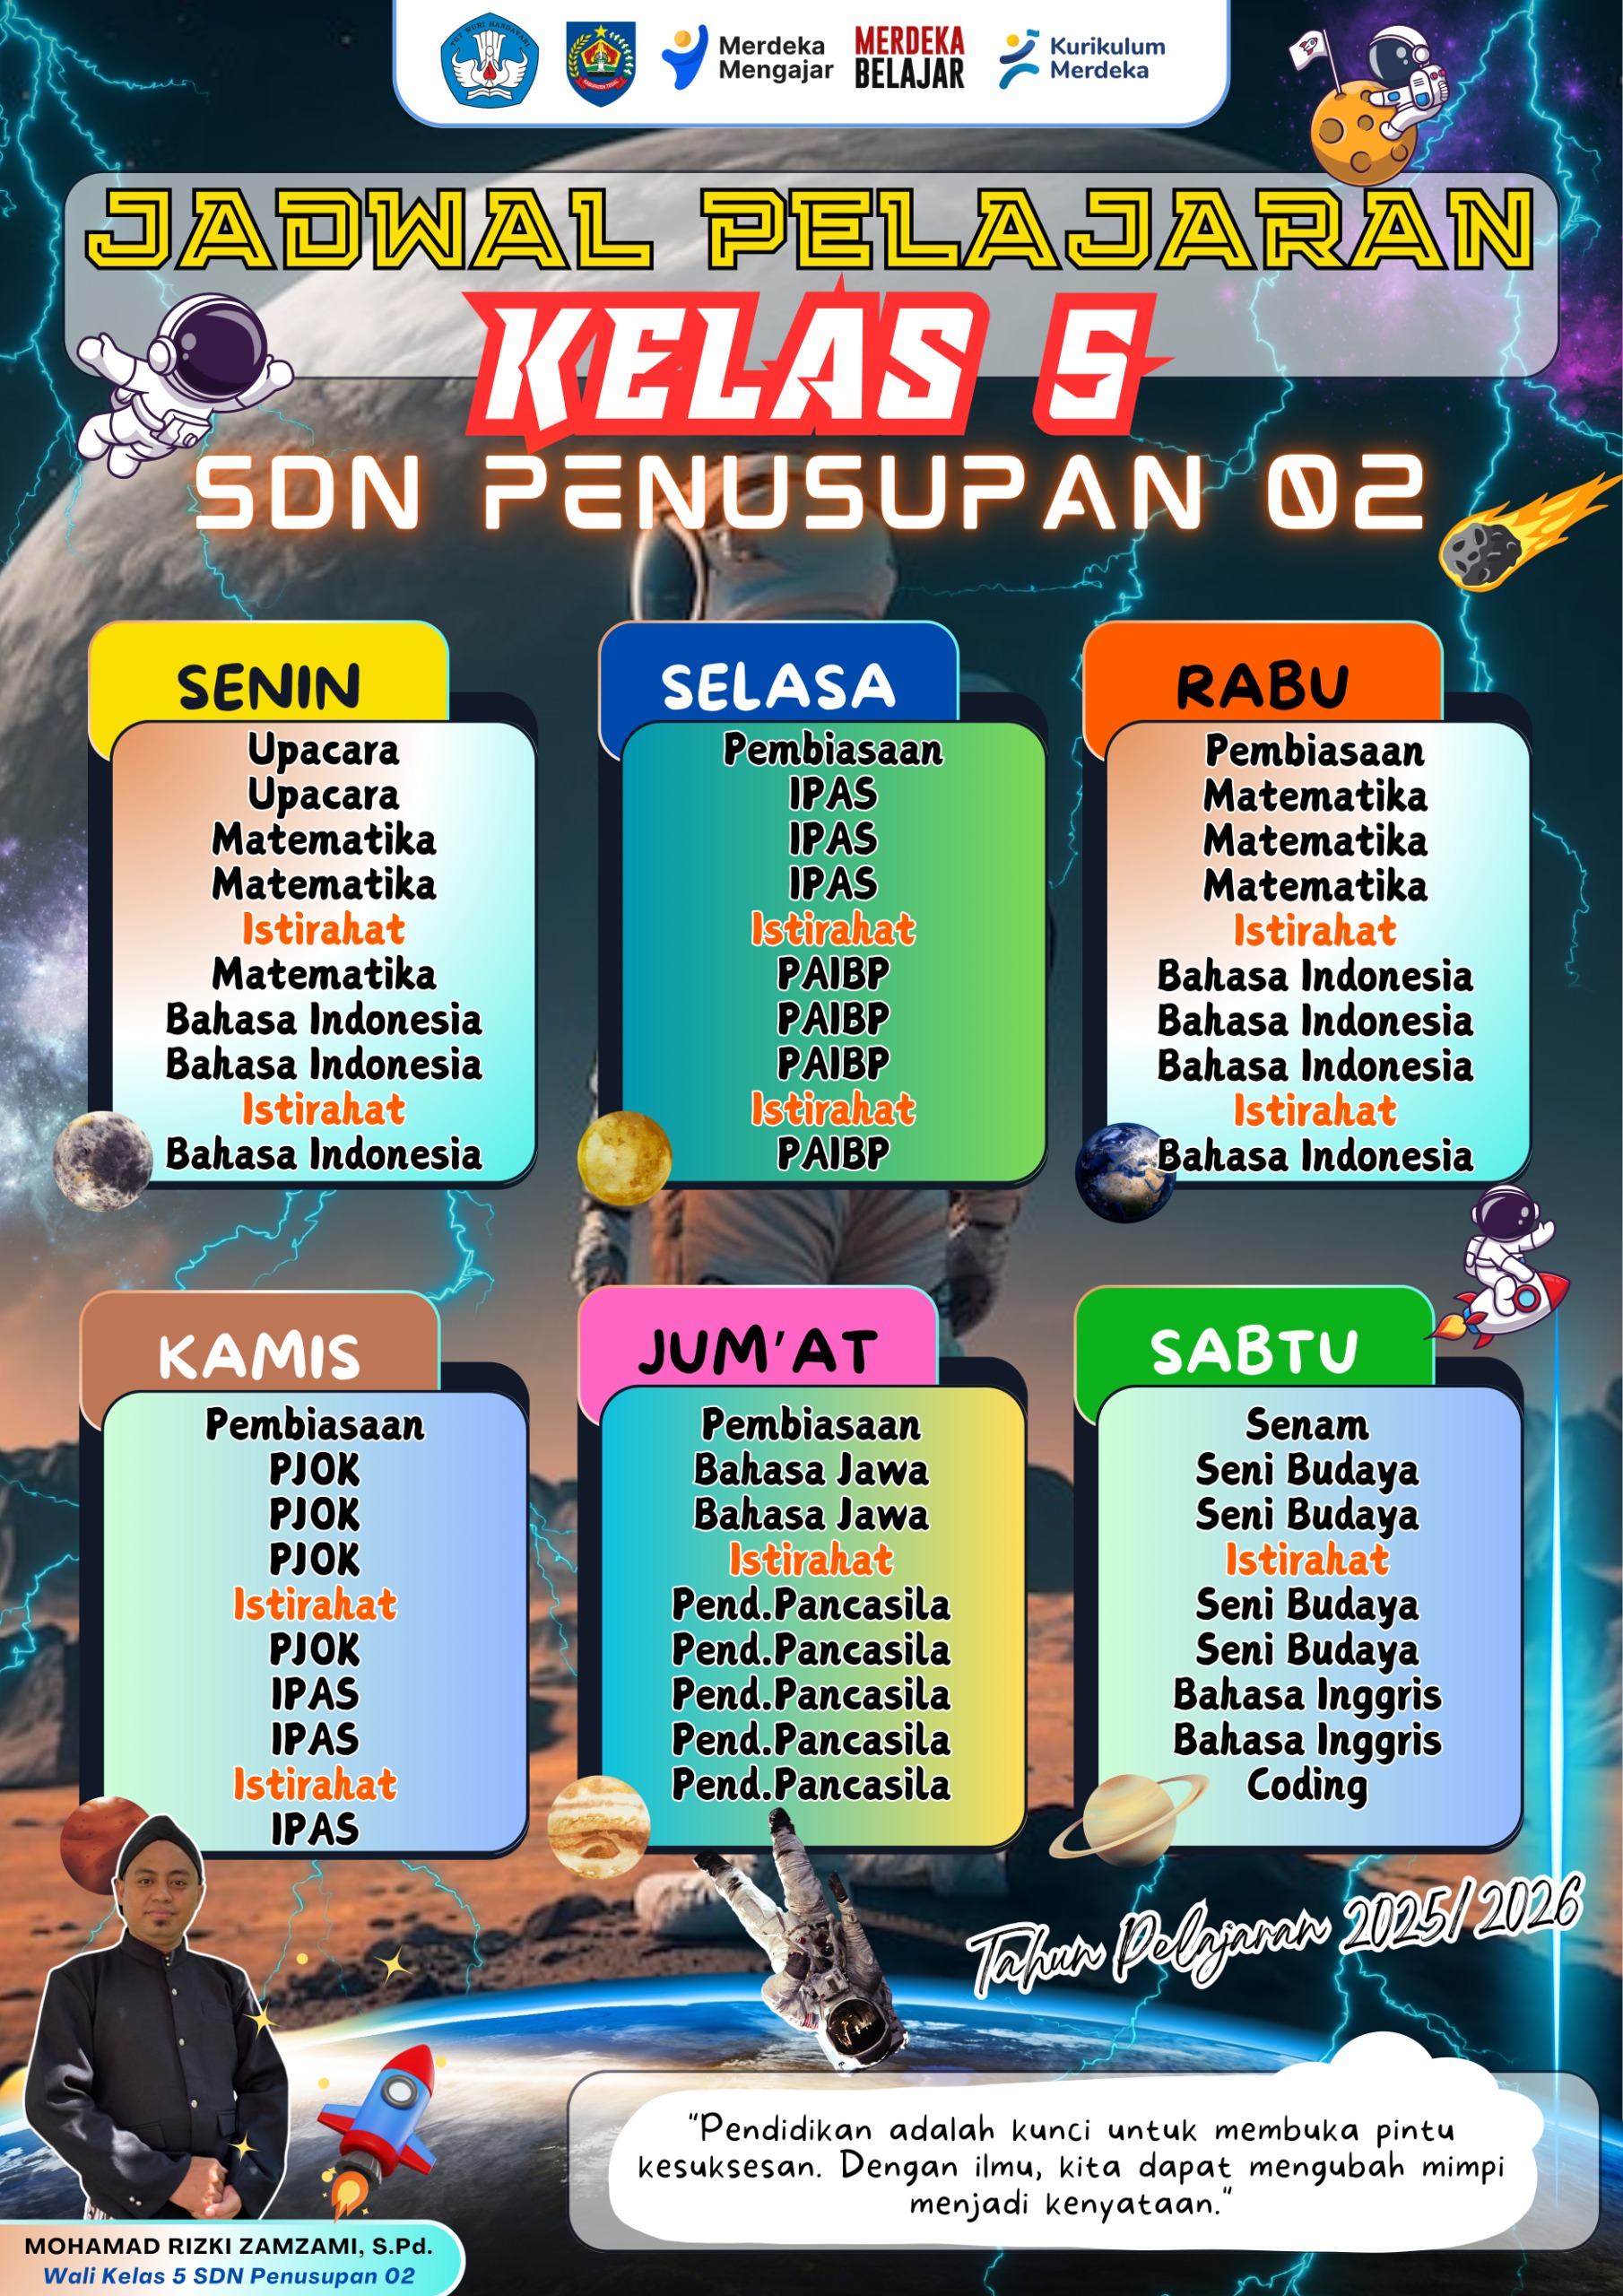 TUT WURI HANDAYANI
Merdeka
Mengajar
MERDEKA
BELAJAR
Kurikulum
Merdeka
JADWAL PELAJARAN
KELAS 5
SDN PENUSUPAN 02
SENIN
Upacara
Upacara
Matematika
Matematika
Istirahat
Matematika
Bahasa Indonesia
Bahasa Indonesia
Istirahat
Bahasa Indonesia
SELASA
Pembiasaan
IPAS
IPAS
IPAS
Istirahat
PAIBP
PAIBP
PAIBP
Istirahat
PAIBP
RABU
Pembiasaan
Matematika
Matematika
Matematika
Istirahat
Bahasa Indonesia
Bahasa Indonesia
Bahasa Indonesia
Istirahat
Bahasa Indonesia
KAMIS
Pembiasaan
PJOK
PJOK
PJOK
Istirahat
PJOK
IPAS
IPAS
Istirahat
IPAS
JUM'AT
Pembiasaan
Bahasa Jawa
Bahasa Jawa
Istirahat
Pend.Pancasila
Pend.Pancasila
Pend.Pancasila
Pend.Pancasila
Pend.Pancasila
SABTU
Senam
Seni Budaya
Seni Budaya
Istirahat
Seni Budaya
Seni Budaya
Bahasa Inggris
Bahasa Inggris
Coding
Tahun Pelajaran 2025/2026
"Pendidikan adalah kunci untuk membuka pintu
kesuksesan. Dengan ilmu, kita dapat mengubah mimpi
menjadi kenyataan."
MOHAMAD RIZKI ZAMZAMI, S.Pd.
Wali Kelas 5 SDN Penusupan 02